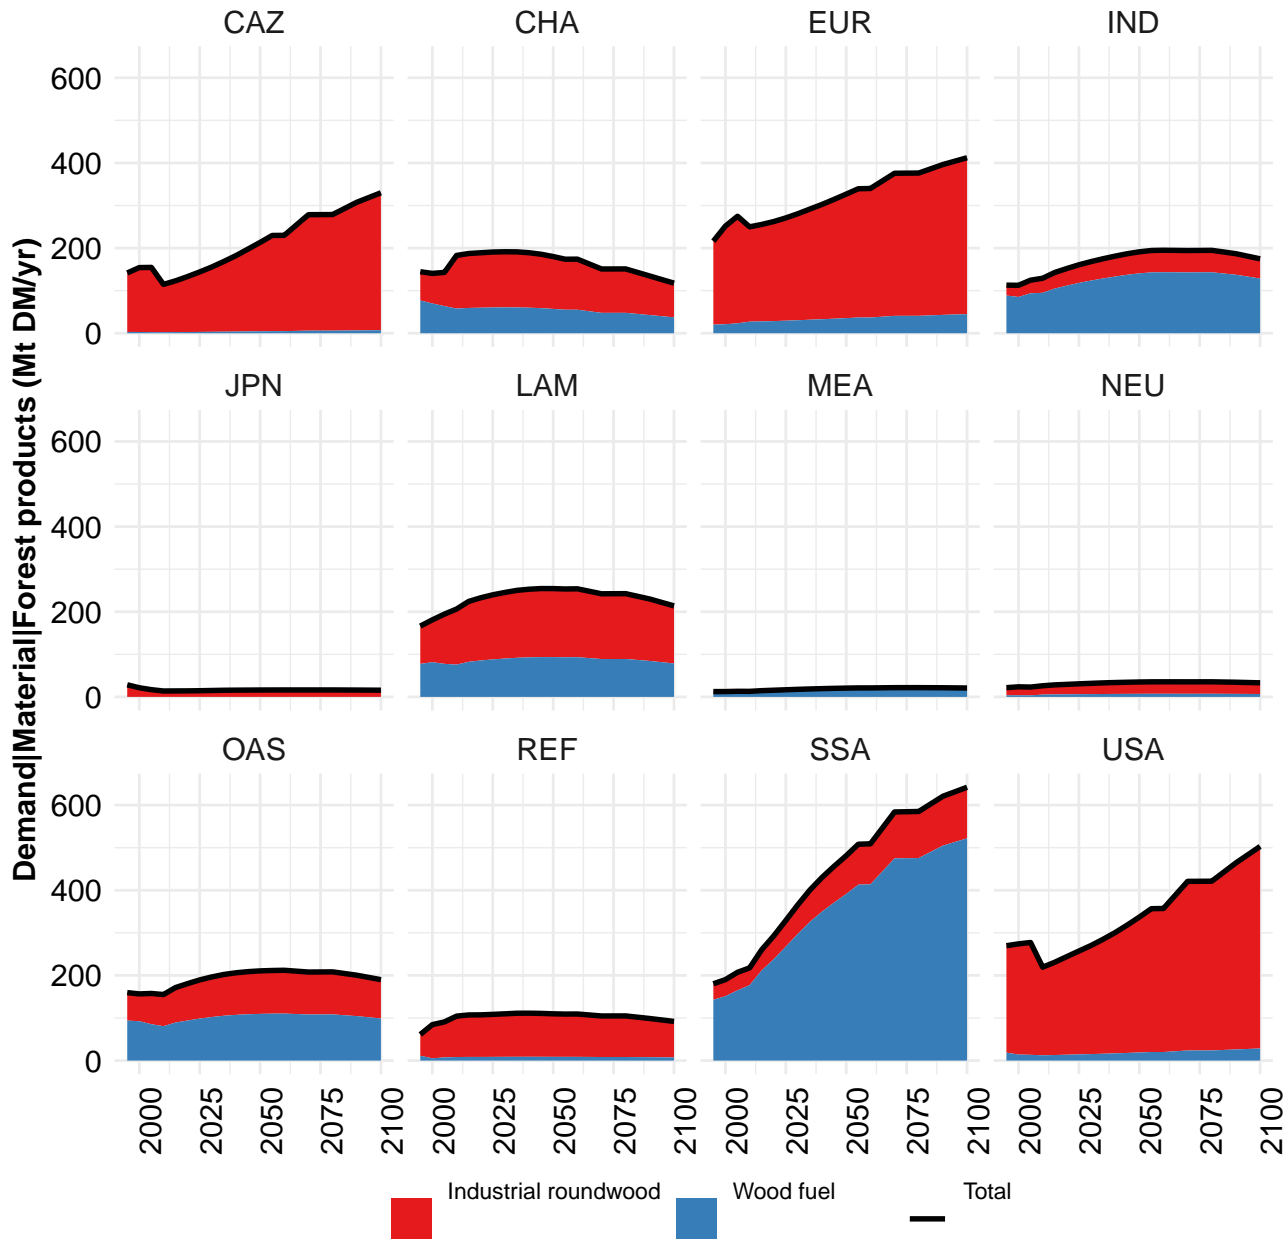 CAZ CHA EUR IND
600
400
200
0
JPN LAM MEA NEU
600
400
200
0
OAS REF SSA USA
600
400
200
0
Demand|Material|Forest products (Mt DM/yr)
2000 2025 2050 2075 2100 2000 2025 2050 2075 2100 2000 2025 2050 2075 2100 2000 2025 2050 2075 2100
Industrial roundwood Wood fuel Total